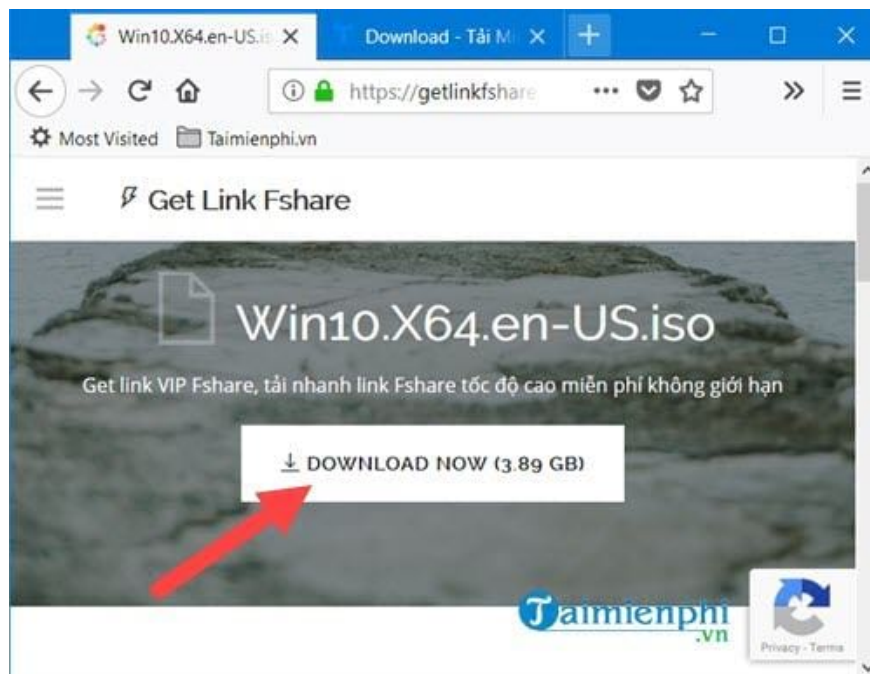 Win10.X64.en-US.is
Download - Tải M
https://getlinkfshare
Most Visited
Taimienphi.vn
Get Link Fshare
Win10.X64.en-US.iso
Get link VIP Fshare, tải nhanh link Fshare tốc độ cao miễn phí không giới hạn
DOWNLOAD NOW (3.89 GB)
Taimienphi
.vn
Privacy - Terms